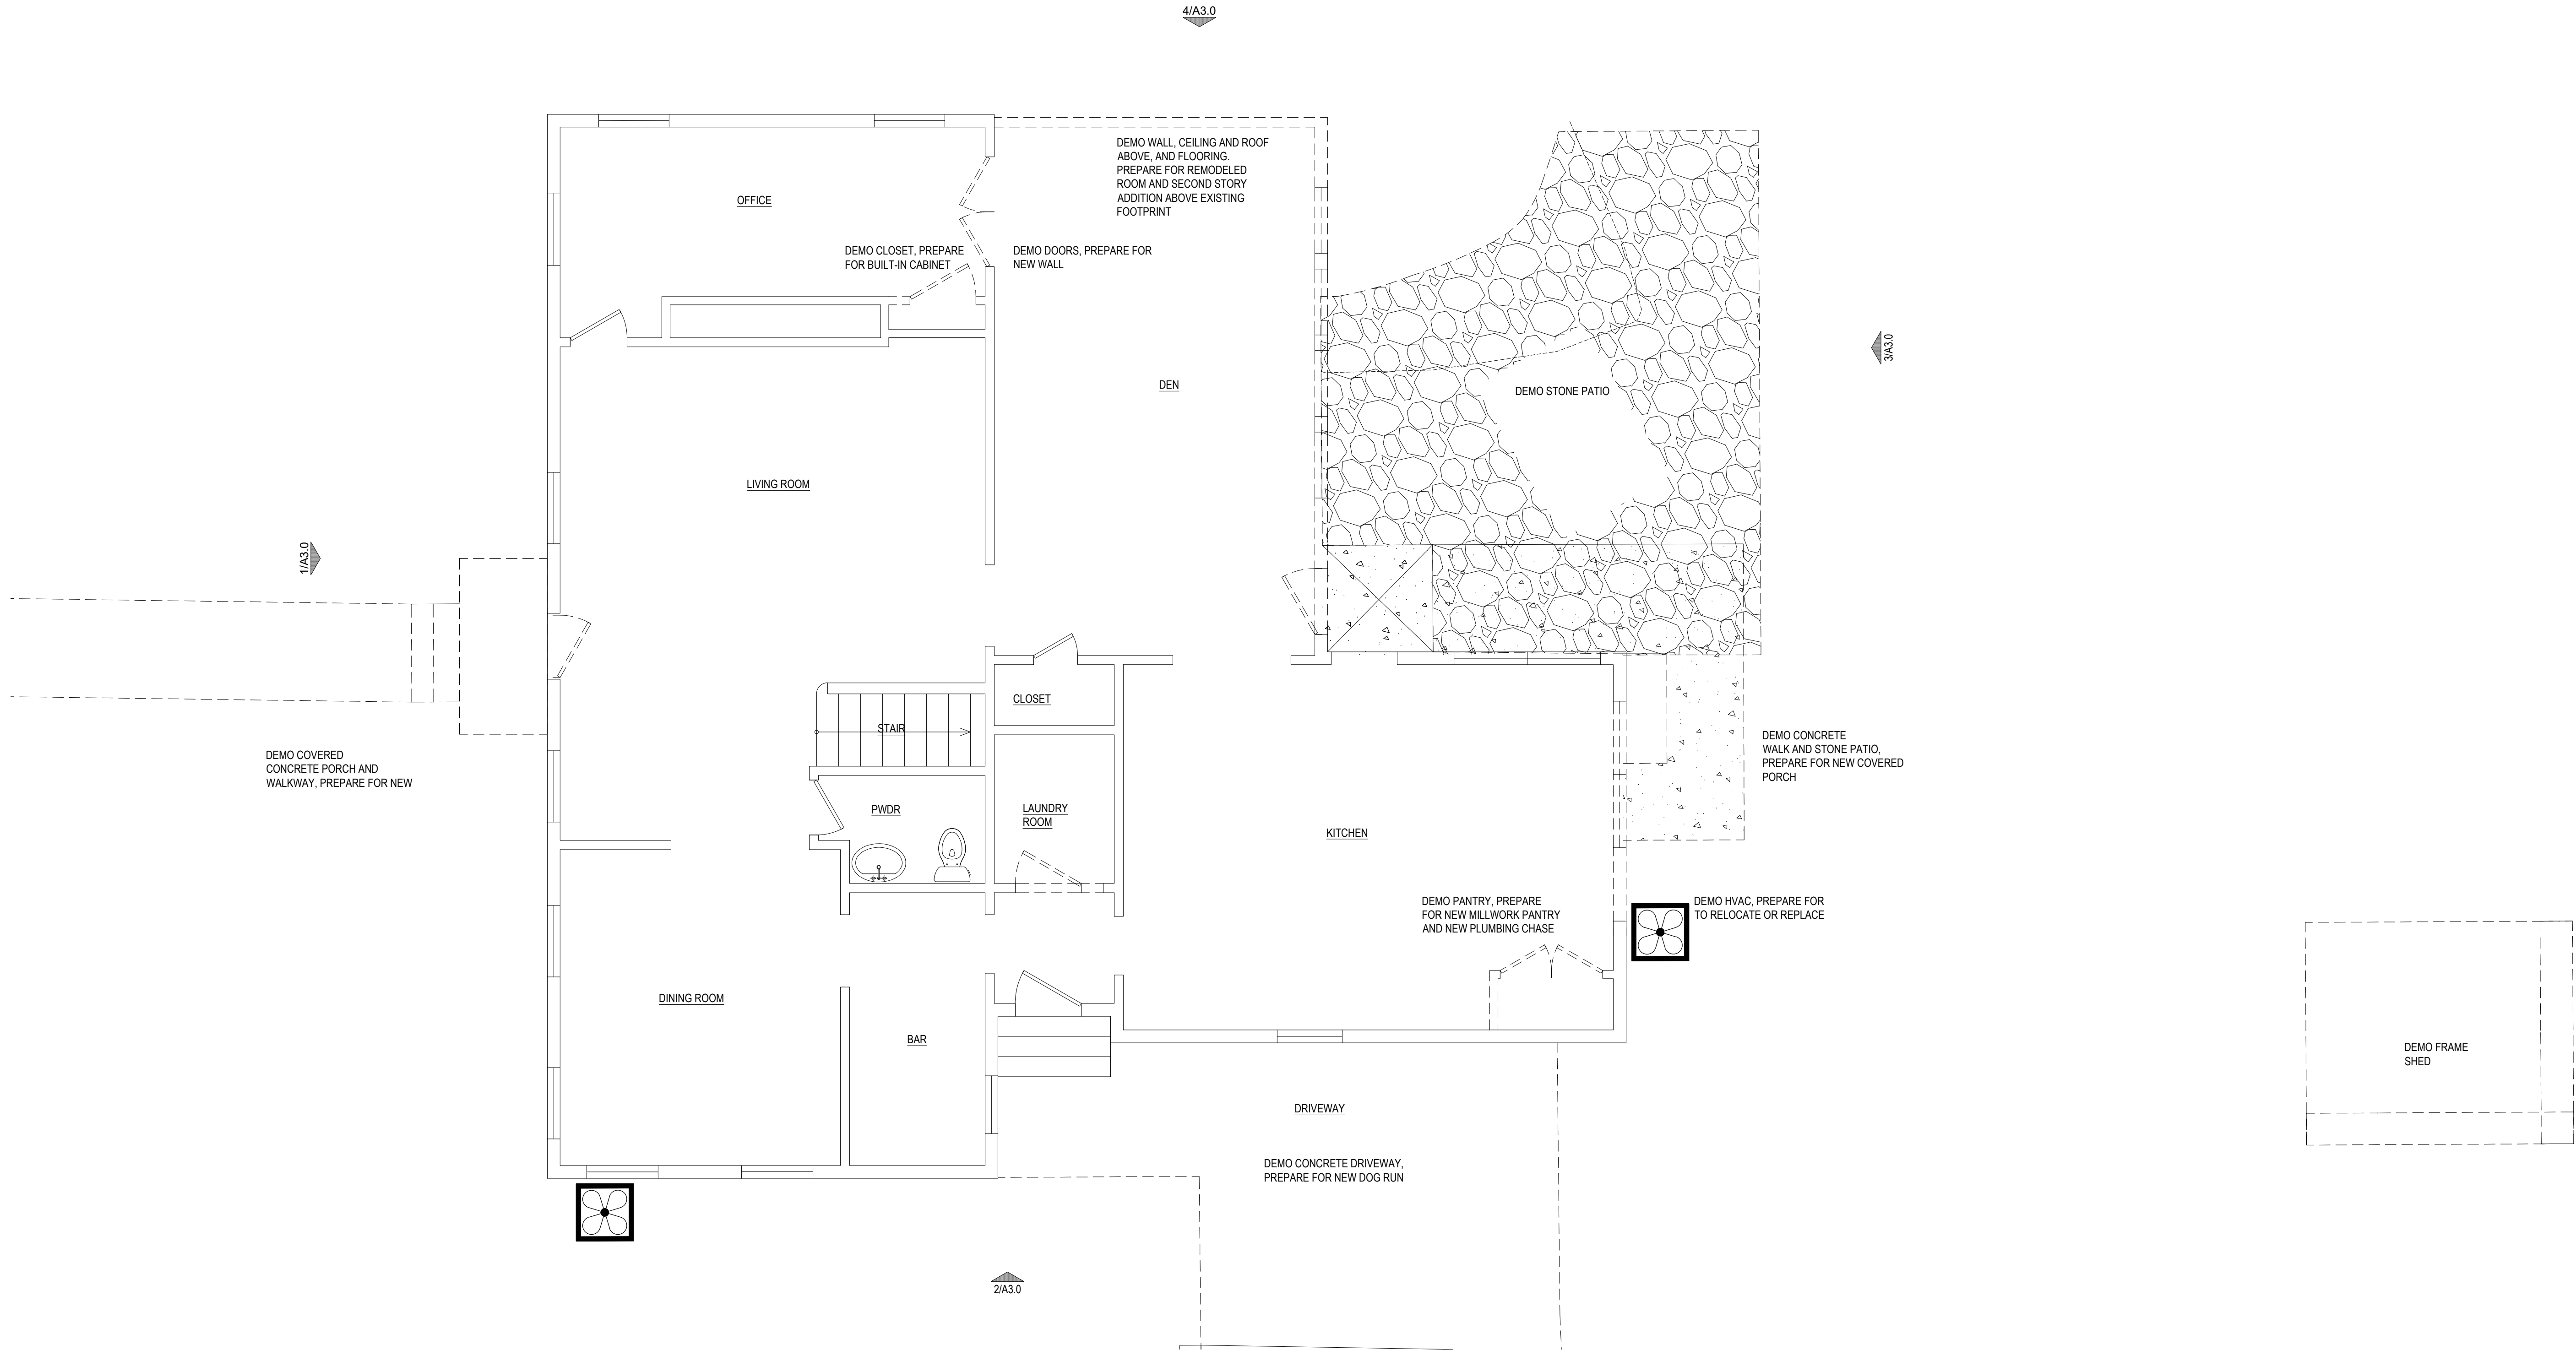 4/A3.0
DEMO WALL, CEILING AND ROOF
ABOVE, AND FLOORING.
PREPARE FOR REMODELED
ROOM AND SECOND STORY
ADDITION ABOVE EXISTING
FOOTPRINT
OFFICE
DEMO CLOSET, PREPARE
FOR BUILT-IN CABINET
DEMO DOORS, PREPARE FOR
NEW WALL
3/A3.0
DEN
DEMO STONE PATIO
LIVING ROOM
1/A3.0
CLOSET
STAIR
DEMO COVERED
CONCRETE PORCH AND
WALKWAY, PREPARE FOR NEW
DEMO CONCRETE
WALK AND STONE PATIO,
PREPARE FOR NEW COVERED
PORCH
PWDR
LAUNDRY
ROOM
KITCHEN
DEMO PANTRY, PREPARE
FOR NEW MILLWORK PANTRY
AND NEW PLUMBING CHASE
DEMO HVAC, PREPARE FOR
TO RELOCATE OR REPLACE
DINING ROOM
BAR
DEMO FRAME
SHED
DRIVEWAY
DEMO CONCRETE DRIVEWAY,
PREPARE FOR NEW DOG RUN
2/A3.0